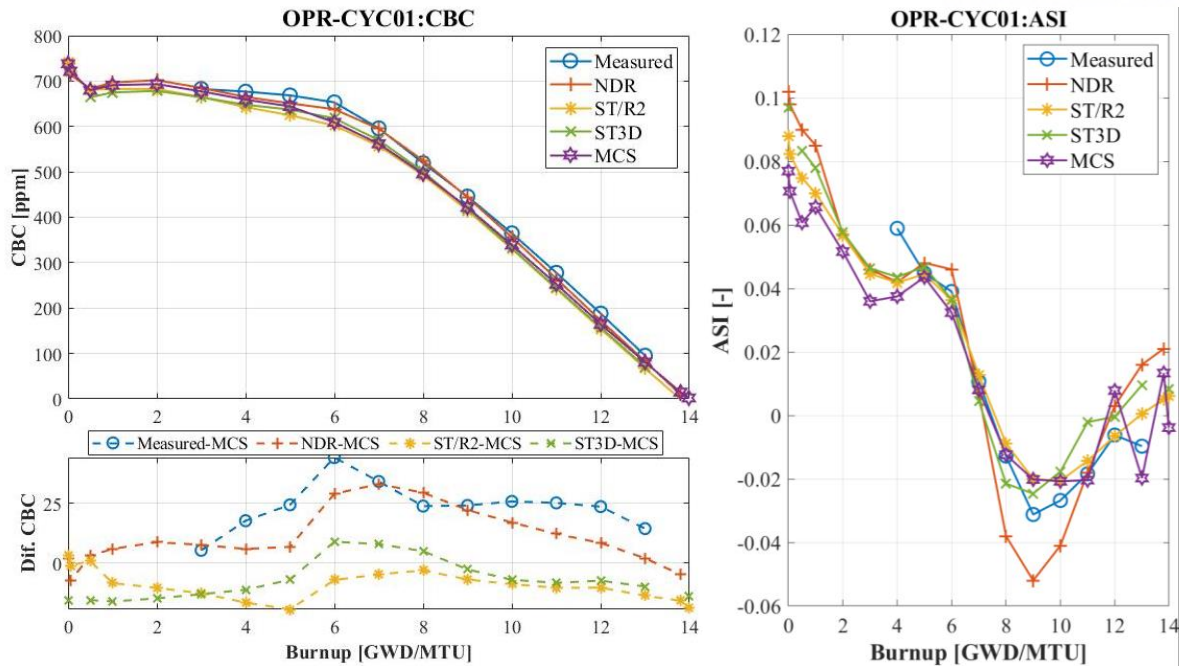 OPR-CYC01:CBC
800
700
600
500
400
300
200
100
0
CBC [ppm]
Measured
NDR
ST/R2
ST3D
MCS
0 2 4 6 8 10 12 14
Measured-MCS NDR-MCS ST/R2-MCS ST3D-MCS
25
0
Dif. CBC
0 2 4 6 8 10 12 14
Burnup [GWD/MTU]
OPR-CYC01:ASI
0.12
0.1
0.08
0.06
0.04
0.02
0
-0.02
-0.04
-0.06
ASI [-]
Measured
NDR
ST/R2
ST3D
MCS
0 2 4 6 8 10 12 14
Burnup [GWD/MTU]